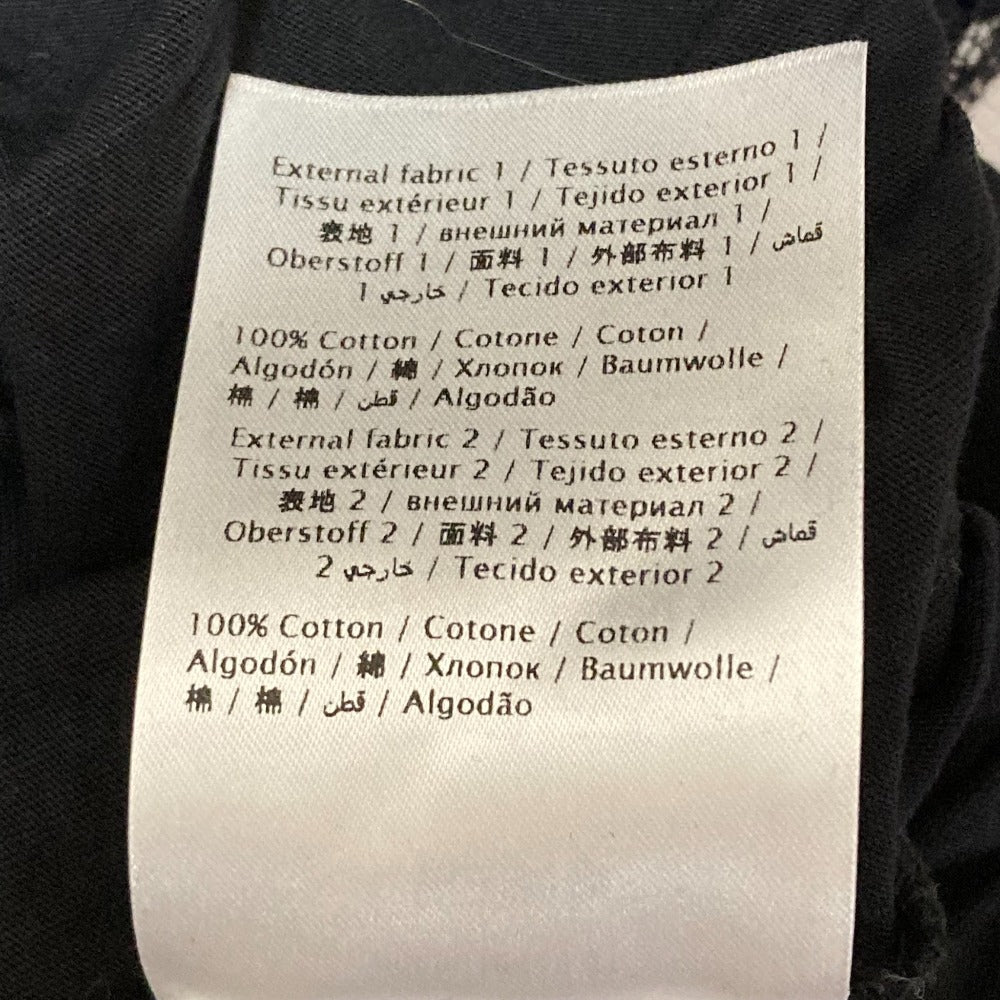 External fabric 1 / Tessuto esterno 1 /
Tissu extérieur 1 / Tejido exterior 1 /
表地 1 / внешний материал 1 /
Oberstoff 1 / 面料 1 / 外部布料 1 / قماش
خارجي 1 / Tecido exterior 1
100% Cotton / Cotone / Coton /
Algodón / 綿 / Хлопок / Baumwolle /
棉 / 棉 / قطن / Algodão
External fabric 2 / Tessuto esterno 2 /
Tissu extérieur 2 / Tejido exterior 2 /
表地 2 / внешний материал 2 /
Oberstoff 2 / 面料 2 / 外部布料 2 / قماش
خارجي 2 / Tecido exterior 2
100% Cotton / Cotone / Coton /
Algodón / 綿 / Хлопок / Baumwolle /
棉 / 棉 / قطن / Algodão